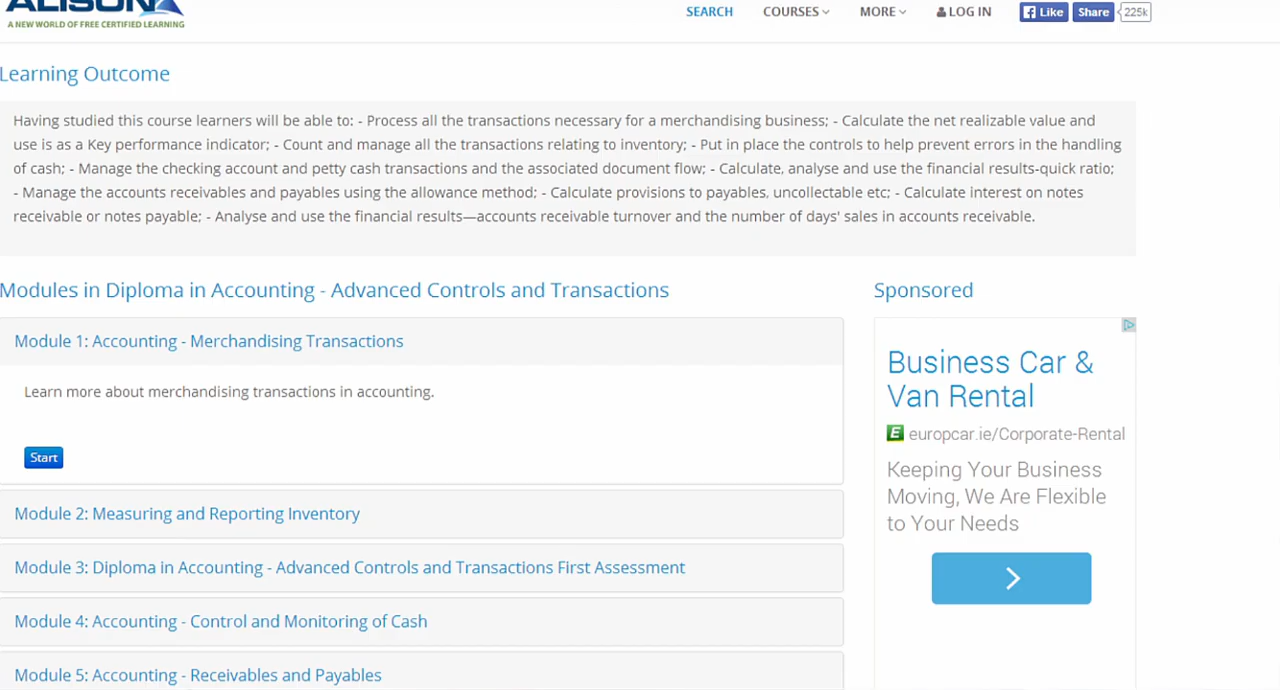 ALISON
A NEW WORLD OF FREE CERTIFIED LEARNING
SEARCH COURSES MORE LOG IN Like Share 225k
Learning Outcome
Having studied this course learners will be able to: - Process all the transactions necessary for a merchandising business; - Calculate the net realizable value and
use is as a Key performance indicator; - Count and manage all the transactions relating to inventory; - Put in place the controls to help prevent errors in the handling
of cash; - Manage the checking account and petty cash transactions and the associated document flow; - Calculate, analyse and use the financial results-quick ratio;
- Manage the accounts receivables and payables using the allowance method; - Calculate provisions to payables, uncollectable etc; - Calculate interest on notes
receivable or notes payable; - Analyse and use the financial results—accounts receivable turnover and the number of days' sales in accounts receivable.
Modules in Diploma in Accounting - Advanced Controls and Transactions
Module 1: Accounting - Merchandising Transactions
Learn more about merchandising transactions in accounting.
Start
Module 2: Measuring and Reporting Inventory
Module 3: Diploma in Accounting - Advanced Controls and Transactions First Assessment
Module 4: Accounting - Control and Monitoring of Cash
Module 5: Accounting - Receivables and Payables
Sponsored
Business Car &
Van Rental
E europcar.ie/Corporate-Rental
Keeping Your Business
Moving, We Are Flexible
to Your Needs